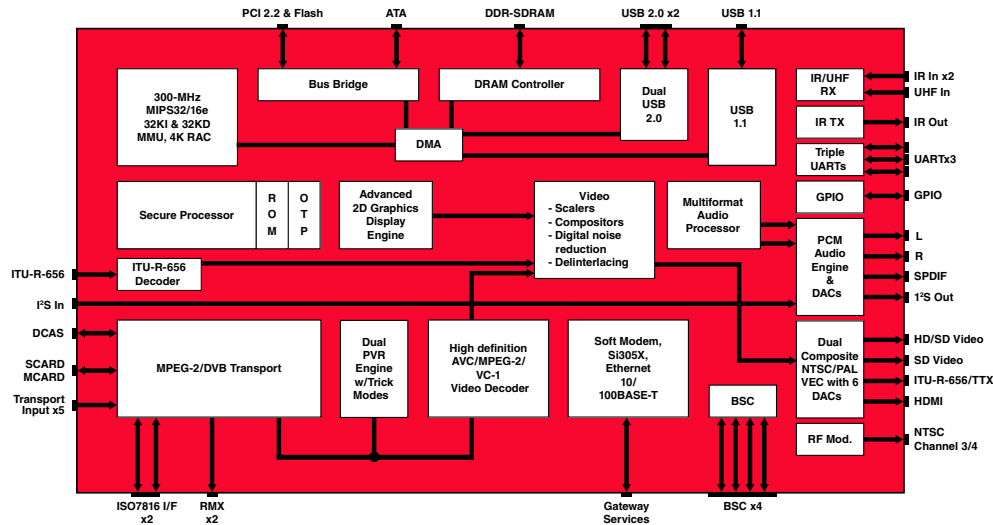 PCI 2.2 & Flash
ATA
DDR-SDRAM
USB 2.0 x2
USB 1.1
300-MHz
MIPS32/16e
32KI & 32KD
MMU, 4K RAC
Bus Bridge
DRAM Controller
DMA
Dual
USB
2.0
USB
1.1
IR/UHF
RX
IR In x2
UHF In
IR TX
IR Out
Triple
UARTs
UARTx3
GPIO
GPIO
Secure Processor
R
O
M
O
T
P
Advanced
2D Graphics
Display
Engine
Video
- Scalers
- Compositors
- Digital noise
reduction
- Delinterlacing
Multiformat
Audio
Processor
PCM
Audio
Engine
&
DACs
L
R
SPDIF
1²S Out
ITU-R-656
ITU-R-656
Decoder
I²S In
DCAS
SCARD
MCARD
Transport
Input x5
MPEG-2/DVB Transport
Dual
PVR
Engine
w/Trick
Modes
High definition
AVC/MPEG-2/
VC-1
Video Decoder
Soft Modem,
Si305X,
Ethernet
10/
100BASE-T
BSC
Dual
Composite
NTSC/PAL
VEC with 6
DACs
HD/SD Video
SD Video
ITU-R-656/TTX
HDMI
RF Mod.
NTSC
Channel 3/4
ISO7816 I/F
x2
RMX
x2
Gateway
Services
BSC x4